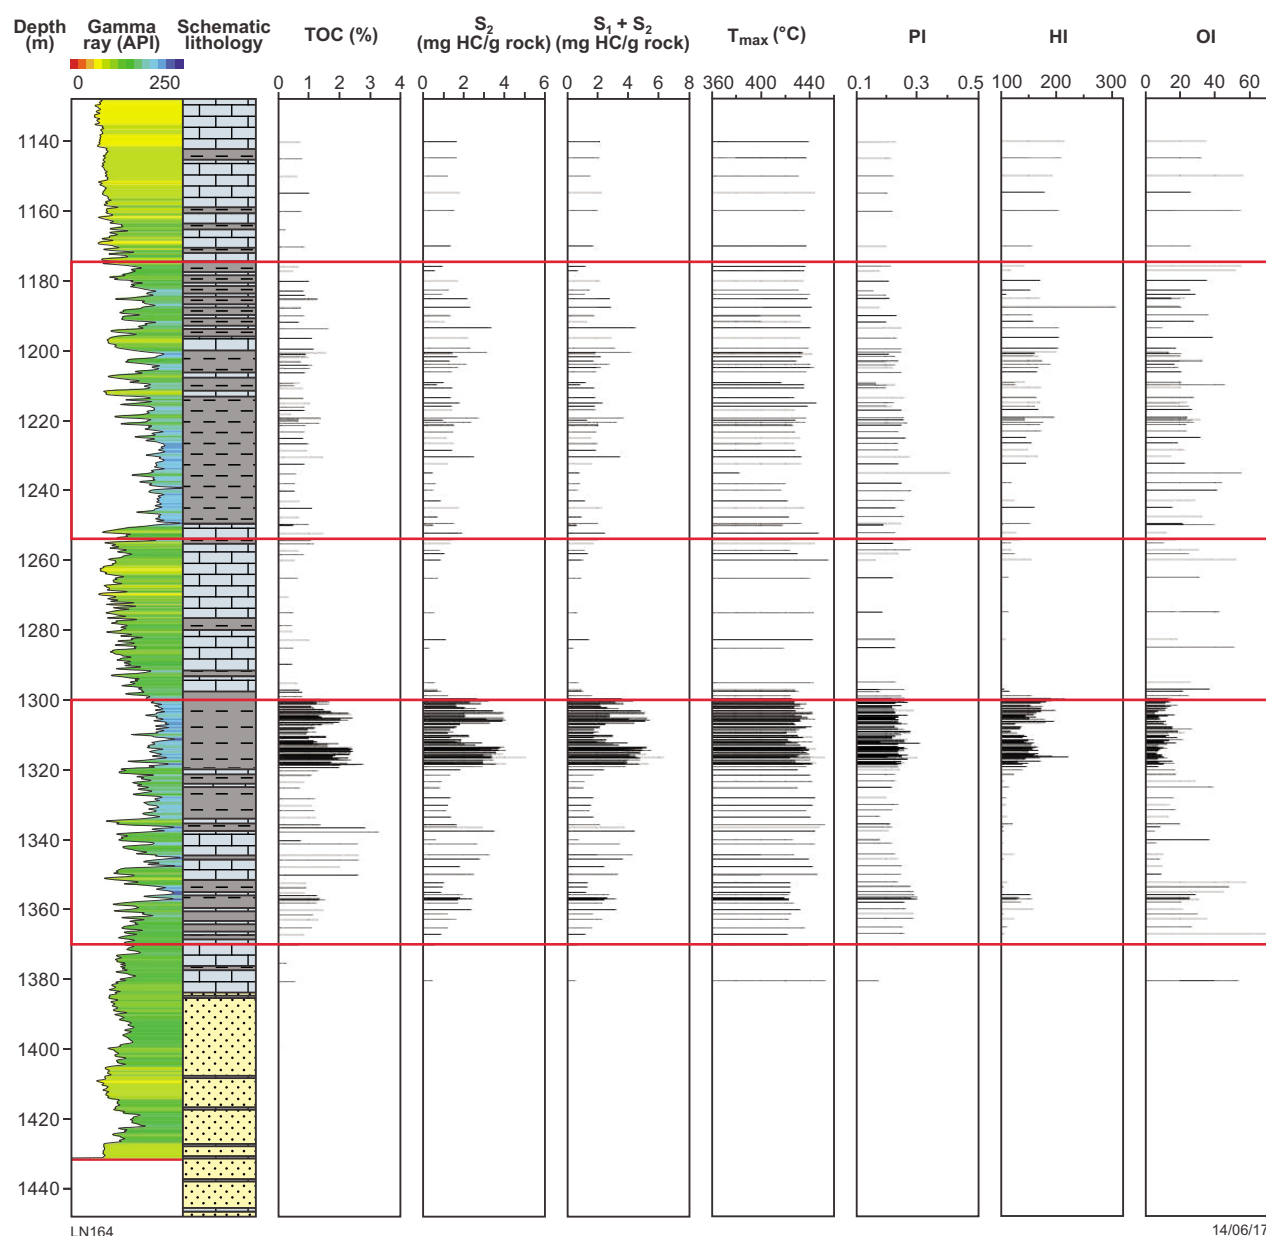 Depth (m)
Gamma ray (API)
Schematic lithology
TOC (%)
S2 (mg HC/g rock)
S1 + S2 (mg HC/g rock)
Tmax (°C)
PI
HI
OI
0 250
0 1 2 3 4
0 2 4 6
0 2 4 6 8
360 400 440
0.1 0.3 0.5
100 200 300
0 20 40 60
1140
1160
1180
1200
1220
1240
1260
1280
1300
1320
1340
1360
1380
1400
1420
1440
LN164
14/06/17